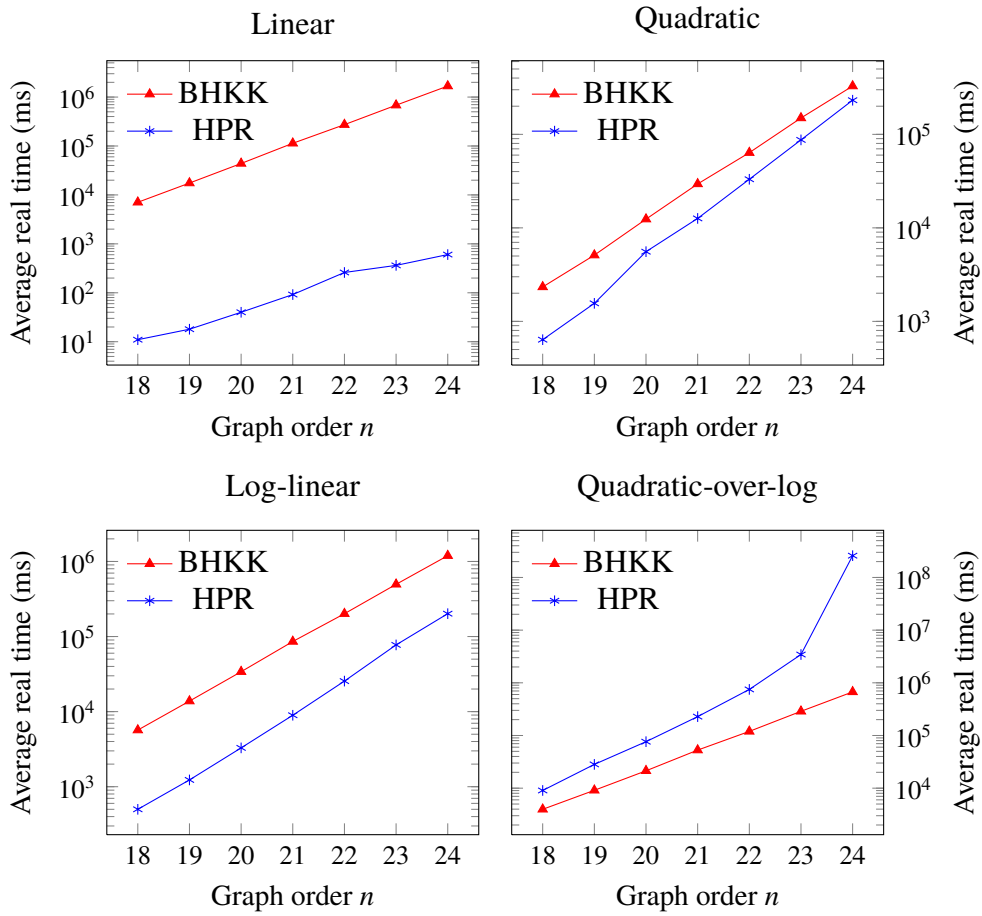 Linear
Quadratic
Average real time (ms)
10^6
10^5
10^4
10^3
10^2
10^1
BHKK
HPR
18 19 20 21 22 23 24
Graph order n
BHKK
HPR
10^5
10^4
10^3
Average real time (ms)
18 19 20 21 22 23 24
Graph order n
Log-linear
Quadratic-over-log
Average real time (ms)
10^6
10^5
10^4
10^3
BHKK
HPR
18 19 20 21 22 23 24
Graph order n
BHKK
HPR
10^8
10^7
10^6
10^5
10^4
Average real time (ms)
18 19 20 21 22 23 24
Graph order n